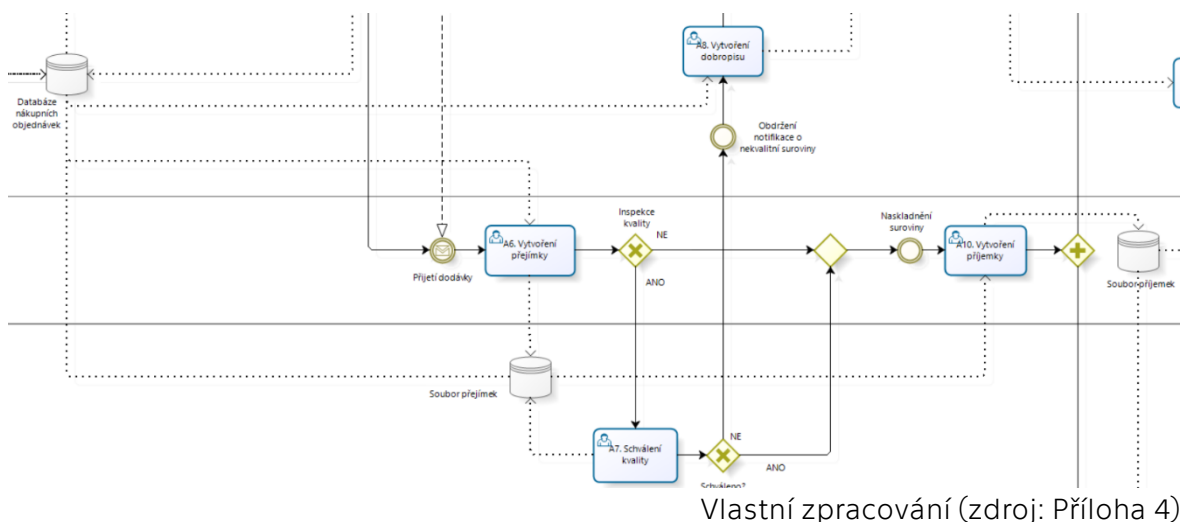 A8. Vytvoření
dobropisu
Databáze
nákupních
objednávek
Obdržení
notifikace o
nekvalitní suroviny
Inspekce
kvality
NE
Naskladnění
suroviny
A6. Vytvoření
přejímky
A10. Vytvoření
příjemky
Přijetí dodávky
ANO
Soubor příjemek
Soubor přejímek
NE
A7. Schválení
kvality
ANO
Schváleno?
Vlastní zpracování (zdroj: Příloha 4)